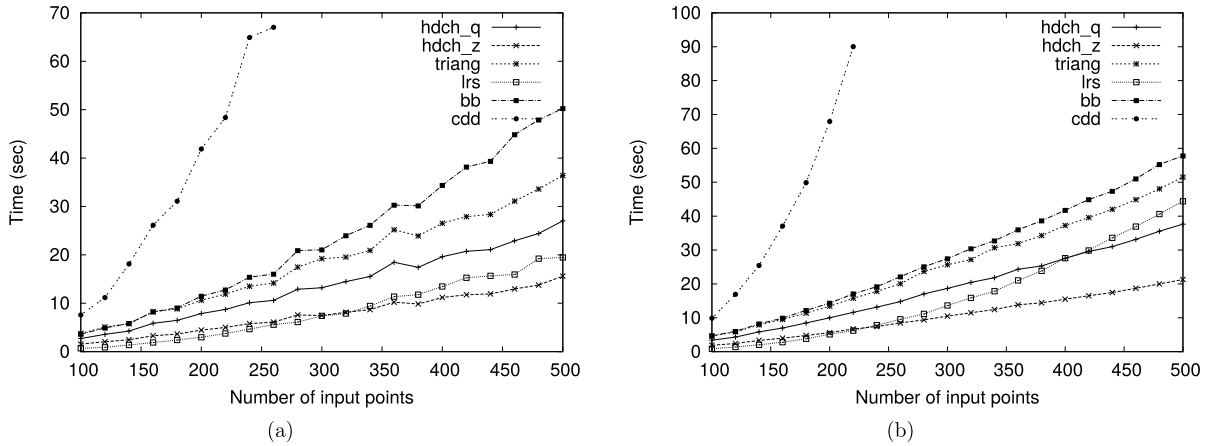 70
60
50
40
30
20
10
0
Time (sec)
100 150 200 250 300 350 400 450 500
Number of input points
hdch_q
hdch_z
triang
lrs
bb
cdd
(a)
100
90
80
70
60
50
40
30
20
10
0
Time (sec)
100 150 200 250 300 350 400 450 500
Number of input points
hdch_q
hdch_z
triang
lrs
bb
cdd
(b)